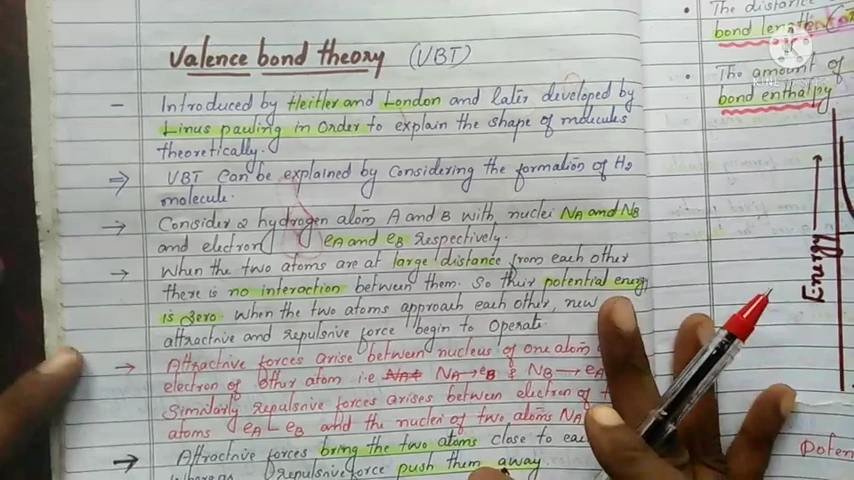 Valence bond theory (VBT)
– Introduced by Heitler and London and later developed by
Linus pauling in order to explain the shape of molecules
theoretically.
⇒ VBT can be explained by considering the formation of H₂
molecule.
→ Consider 2 hydrogen atom A and B with nuclei NA and NB
and electron eA and eB respectively.
→ When the two atoms are at large distance from each other
there is no interaction between them. So their potential energy
is zero. When the two atoms approach each other, new
attractive and repulsive force begin to operate
→ Attractive forces arise between nucleus of one atom
electron of other atom i.e NA→eB & NB→eA
Similarly repulsive forces arises between electron of
atoms eA – eB and the nuclei of two atoms NA
→ Attractive forces bring the two atoms close to
repulsive force push them away.
• The distance
bond length
• The amount of
bond enthalpy
Energy →
KINEMASTER